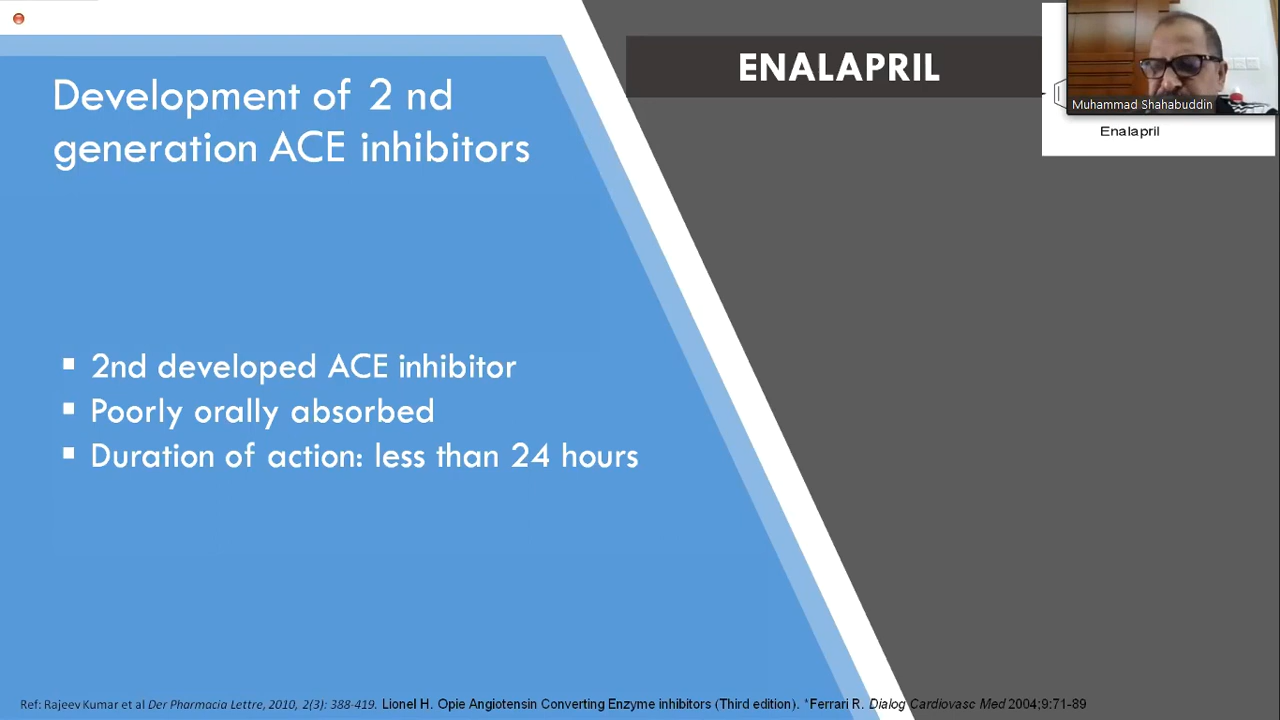 Development of 2 nd
generation ACE inhibitors
ENALAPRIL
Muhammad Shahabuddin
Enalapril
▪ 2nd developed ACE inhibitor
▪ Poorly orally absorbed
▪ Duration of action: less than 24 hours
Ref: Rajeev Kumar et al Der Pharmacia Lettre, 2010, 2(3): 388-419. Lionel H. Opie Angiotensin Converting Enzyme inhibitors (Third edition). *Ferrari R. Dialog Cardiovasc Med 2004;9:71-89